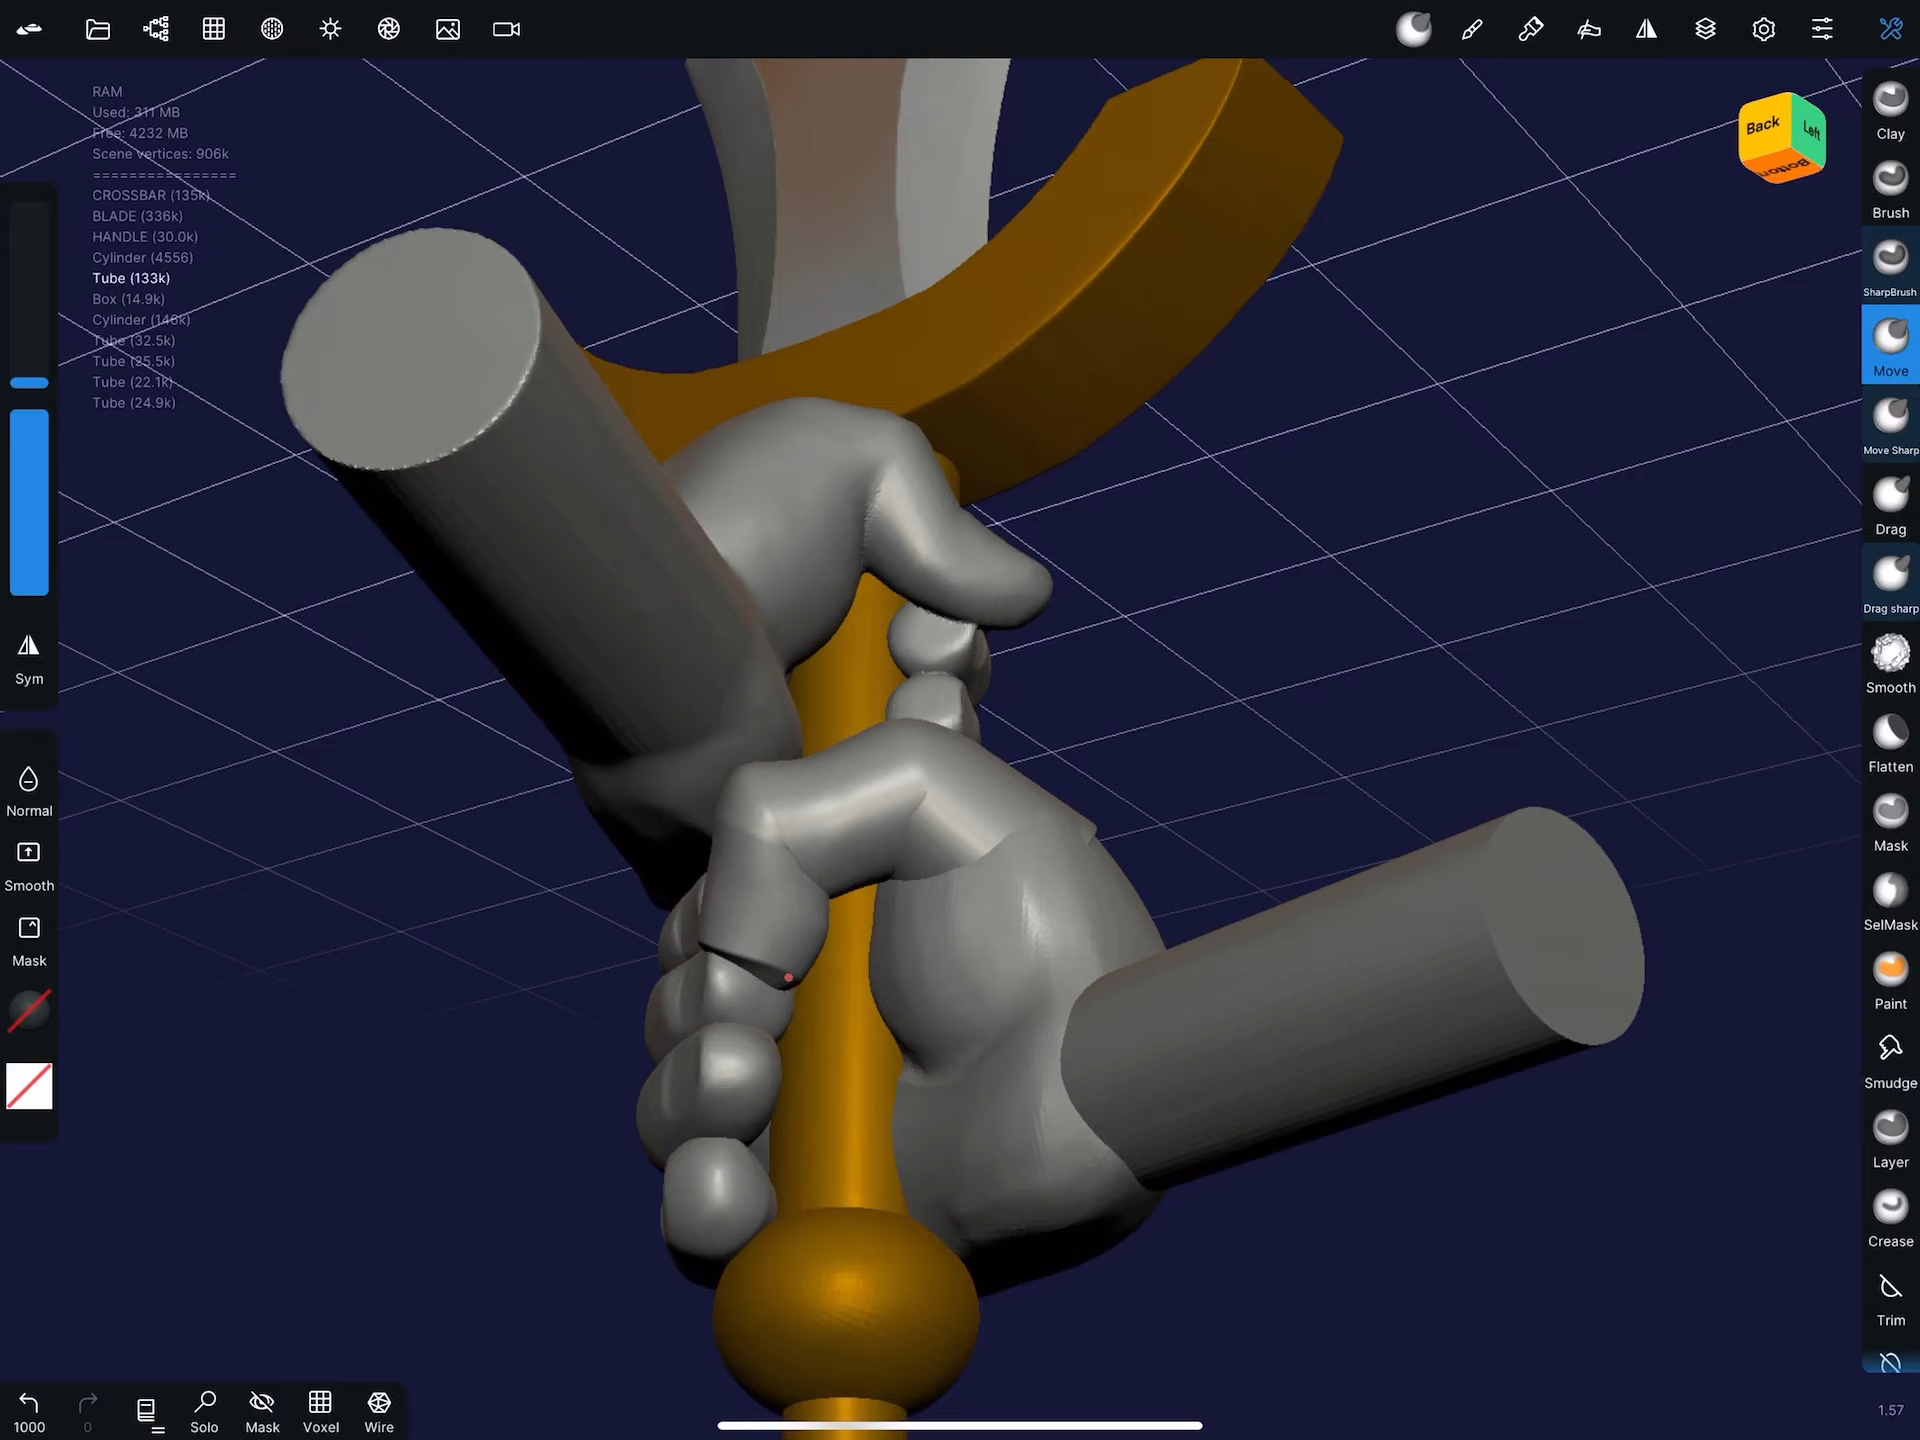 RAM
Used: 311 MB
Free: 4232 MB
Scene vertices: 906k
================
CROSSBAR (135k)
BLADE (336k)
HANDLE (30.0k)
Cylinder (4556)
Tube (133k)
Box (14.9k)
Cylinder (146k)
Tube (32.5k)
Tube (25.5k)
Tube (22.1k)
Tube (24.9k)
Back
Left
Bottom
Clay
Brush
SharpBrush
Move
Move Sharp
Drag
Drag sharp
Smooth
Flatten
Mask
SelMask
Paint
Smudge
Layer
Crease
Trim
Sym
Normal
Smooth
Mask
1000
0
Solo
Mask
Voxel
Wire
1.57